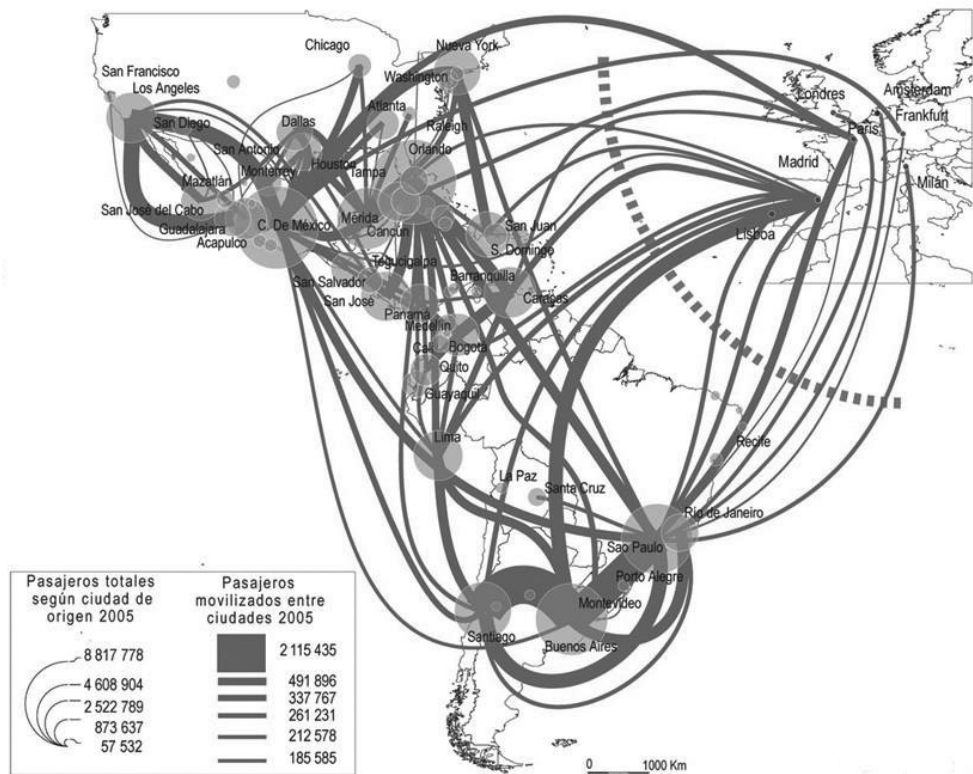 Chicago
Nueva York
Washington
San Francisco
Los Angeles
Atlanta
Raleigh
Londres
Amsterdam
Frankfurt
París
San Diego
Dallas
San Antonio
Houston
Orlando
Monterrey
Tampa
Madrid
Milán
Mazatlán
San José del Cabo
C. De México
Mérida
Guadalajara
Cancún
San Juan
Lisboa
Acapulco
S. Domingo
Tegucigalpa
Barranquilla
San Salvador
San José
Caracas
Panamá
Medellín
Cali
Bogotá
Quito
Guayaquil
Lima
Recife
La Paz
Santa Cruz
Río de Janeiro
Sao Paulo
Porto Alegre
Montevideo
Santiago
Buenos Aires
Pasajeros totales
según ciudad de
origen 2005
8 817 778
4 608 904
2 522 789
873 637
57 532
Pasajeros
movilizados entre
ciudades 2005
2 115 435
491 896
337 767
261 231
212 578
185 585
0
1000 Km